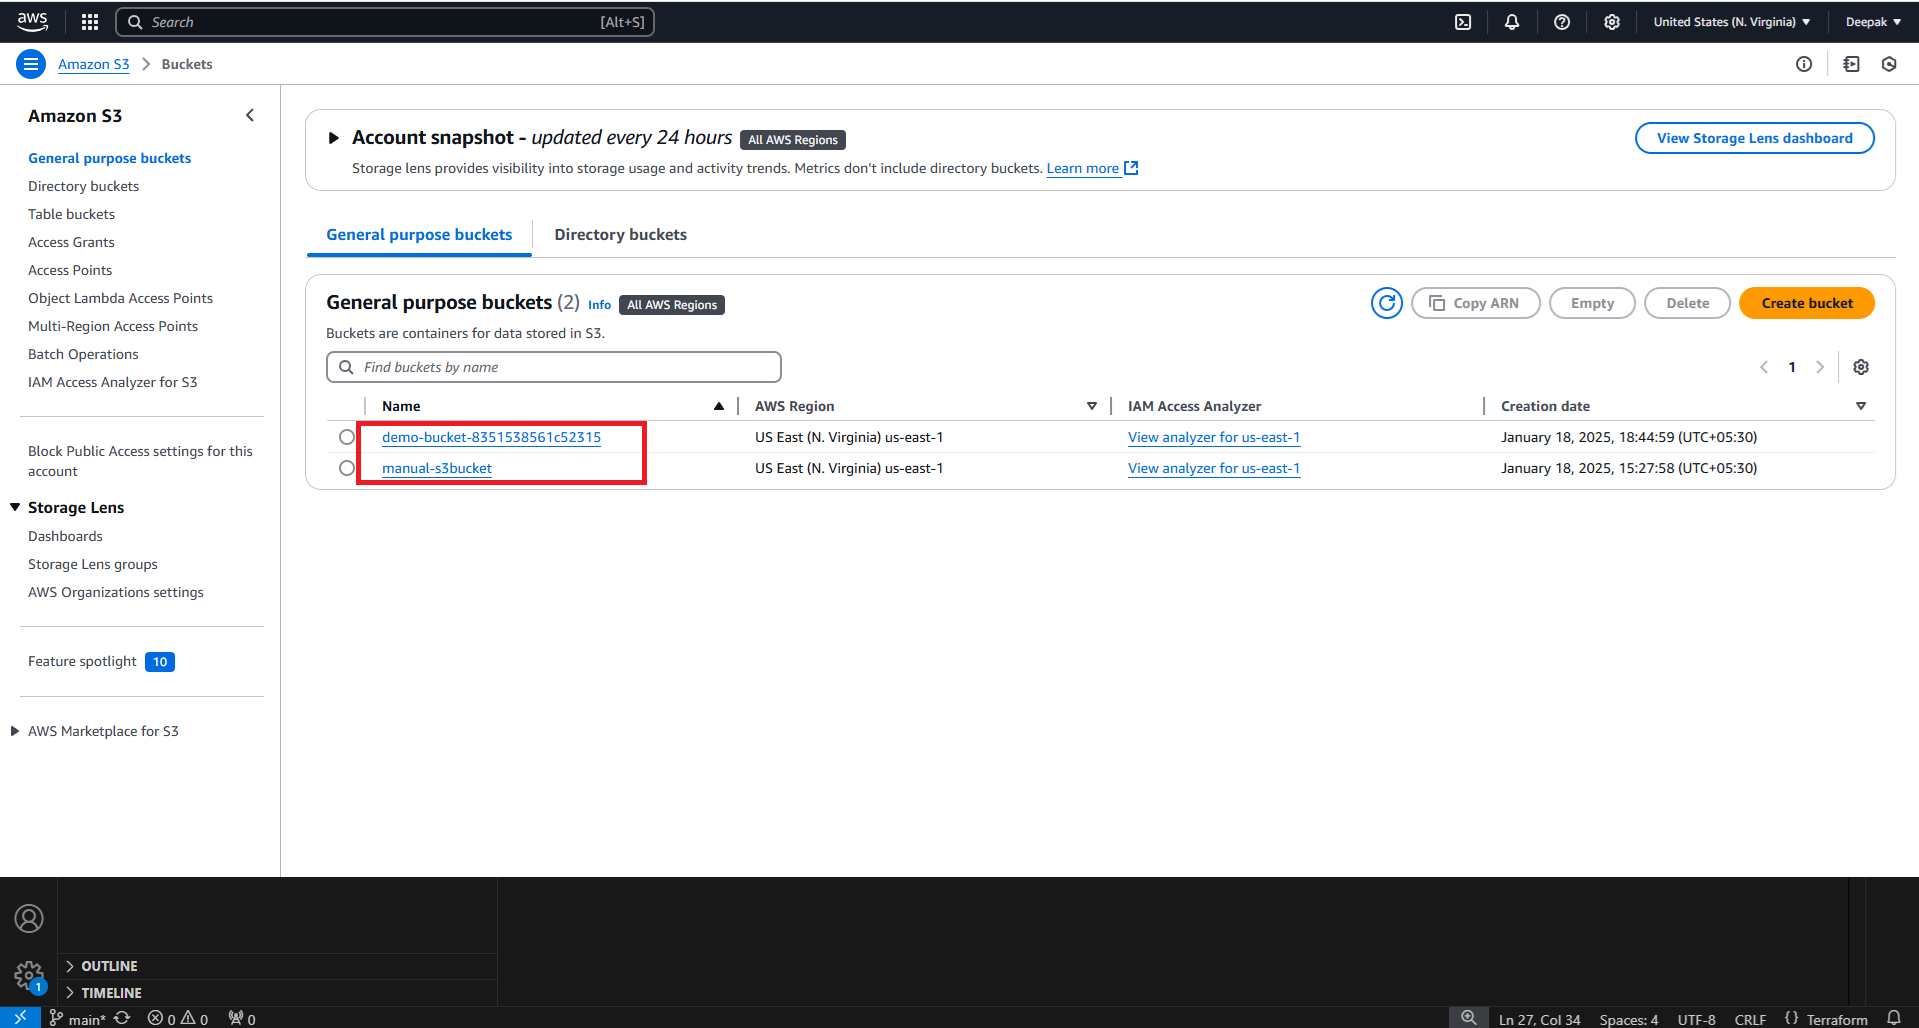 aws
Search [Alt+S]
United States (N. Virginia) ▼ Deepak ▼
Amazon S3 > Buckets
Amazon S3
General purpose buckets
Directory buckets
Table buckets
Access Grants
Access Points
Object Lambda Access Points
Multi-Region Access Points
Batch Operations
IAM Access Analyzer for S3
Block Public Access settings for this
account
Storage Lens
Dashboards
Storage Lens groups
AWS Organizations settings
Feature spotlight 10
AWS Marketplace for S3
Account snapshot - updated every 24 hours All AWS Regions
View Storage Lens dashboard
Storage lens provides visibility into storage usage and activity trends. Metrics don't include directory buckets. Learn more
General purpose buckets Directory buckets
General purpose buckets (2) Info All AWS Regions
Copy ARN Empty Delete Create bucket
Buckets are containers for data stored in S3.
Find buckets by name
1
Name AWS Region IAM Access Analyzer Creation date
demo-bucket-8351538561c52315 US East (N. Virginia) us-east-1 View analyzer for us-east-1 January 18, 2025, 18:44:59 (UTC+05:30)
manual-s3bucket US East (N. Virginia) us-east-1 View analyzer for us-east-1 January 18, 2025, 15:27:58 (UTC+05:30)
OUTLINE
1
TIMELINE
main* 0 0 0 Ln 27, Col 34 Spaces: 4 UTF-8 CRLF {} Terraform